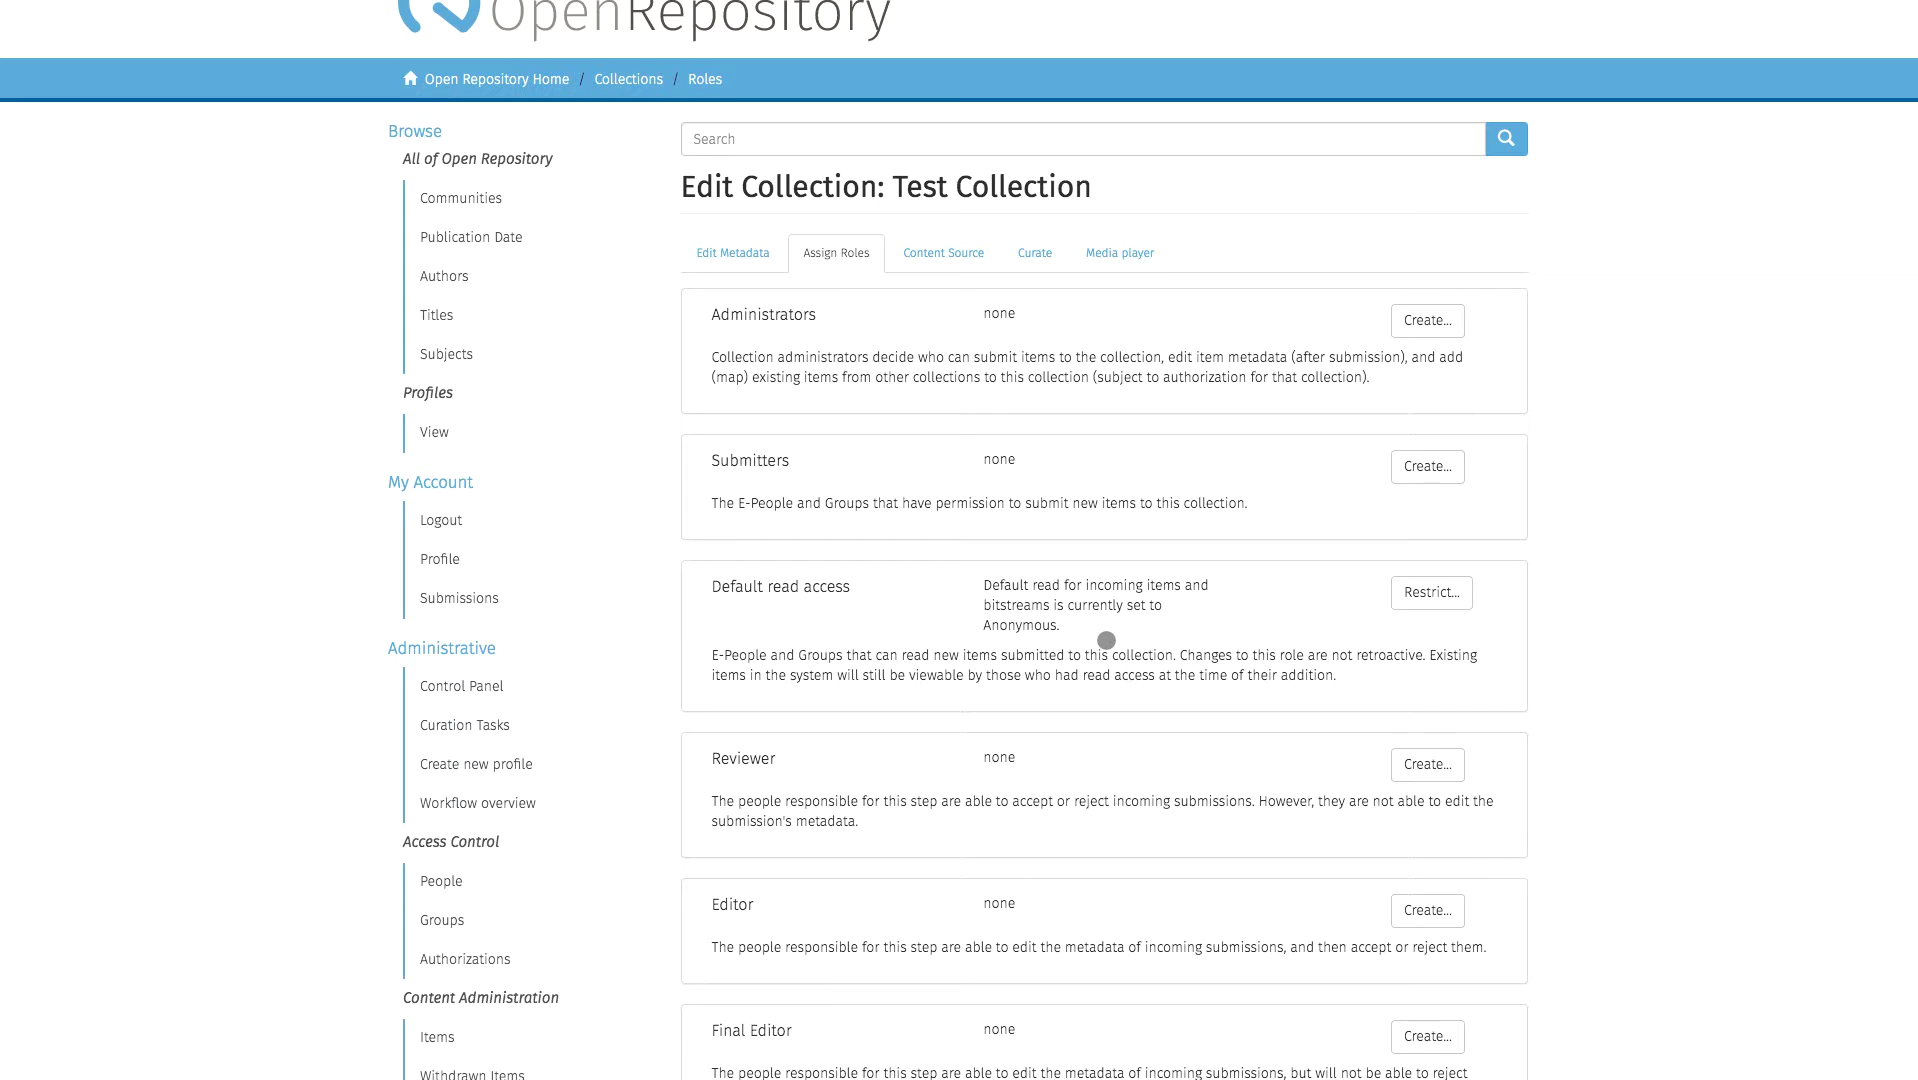 OpenRepository
Open Repository Home / Collections / Roles
Browse
All of Open Repository
Communities
Publication Date
Authors
Titles
Subjects
Profiles
View
My Account
Logout
Profile
Submissions
Administrative
Control Panel
Curation Tasks
Create new profile
Workflow overview
Access Control
People
Groups
Authorizations
Content Administration
Items
Withdrawn Items
Search
Edit Collection: Test Collection
Edit Metadata
Assign Roles
Content Source
Curate
Media player
Administrators
none
Create...
Collection administrators decide who can submit items to the collection, edit item metadata (after submission), and add
(map) existing items from other collections to this collection (subject to authorization for that collection).
Submitters
none
Create...
The E-People and Groups that have permission to submit new items to this collection.
Default read access
Default read for incoming items and
bitstreams is currently set to
Anonymous.
Restrict...
E-People and Groups that can read new items submitted to this collection. Changes to this role are not retroactive. Existing
items in the system will still be viewable by those who had read access at the time of their addition.
Reviewer
none
Create...
The people responsible for this step are able to accept or reject incoming submissions. However, they are not able to edit the
submission's metadata.
Editor
none
Create...
The people responsible for this step are able to edit the metadata of incoming submissions, and then accept or reject them.
Final Editor
none
Create...
The people responsible for this step are able to edit the metadata of incoming submissions, but will not be able to reject